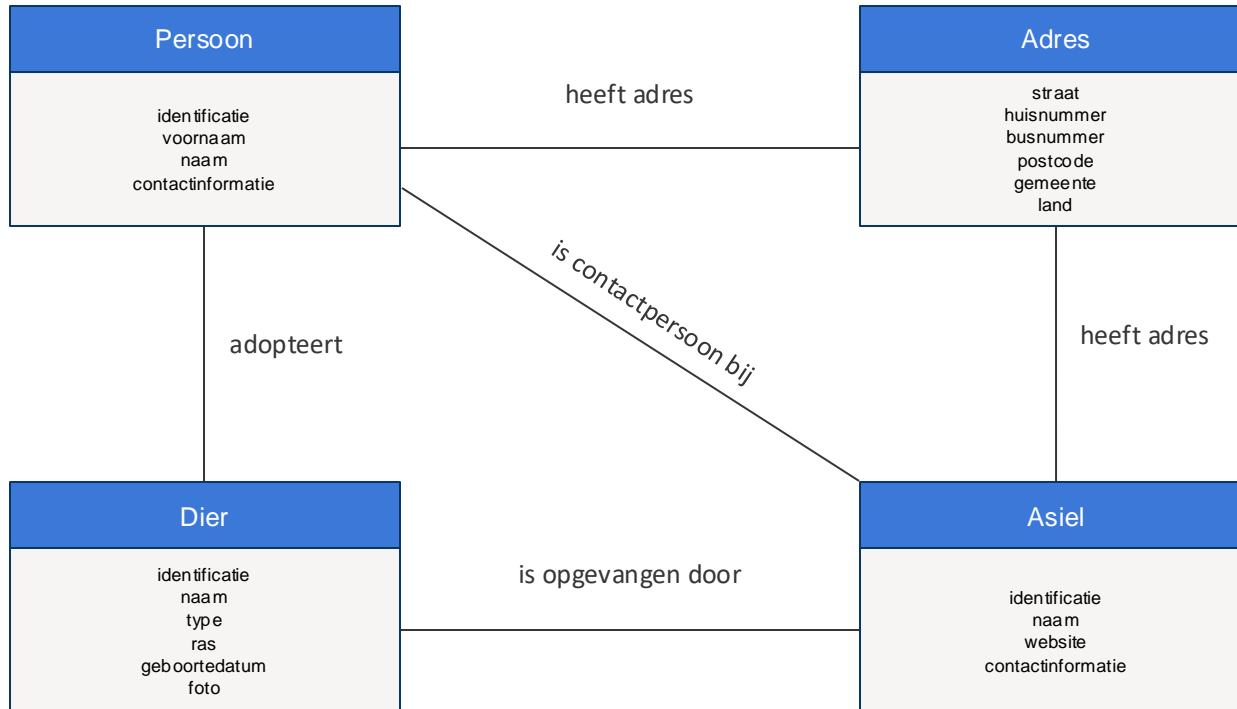 Persoon
identificatie
voornaam
naam
contactinformatie
heeft adres
Adres
straat
huisnummer
busnummer
postcode
gemeente
land
adopteert
is contactpersoon bij
heeft adres
Dier
identificatie
naam
type
ras
geboortedatum
foto
is opgevangen door
Asiel
identificatie
naam
website
contactinformatie